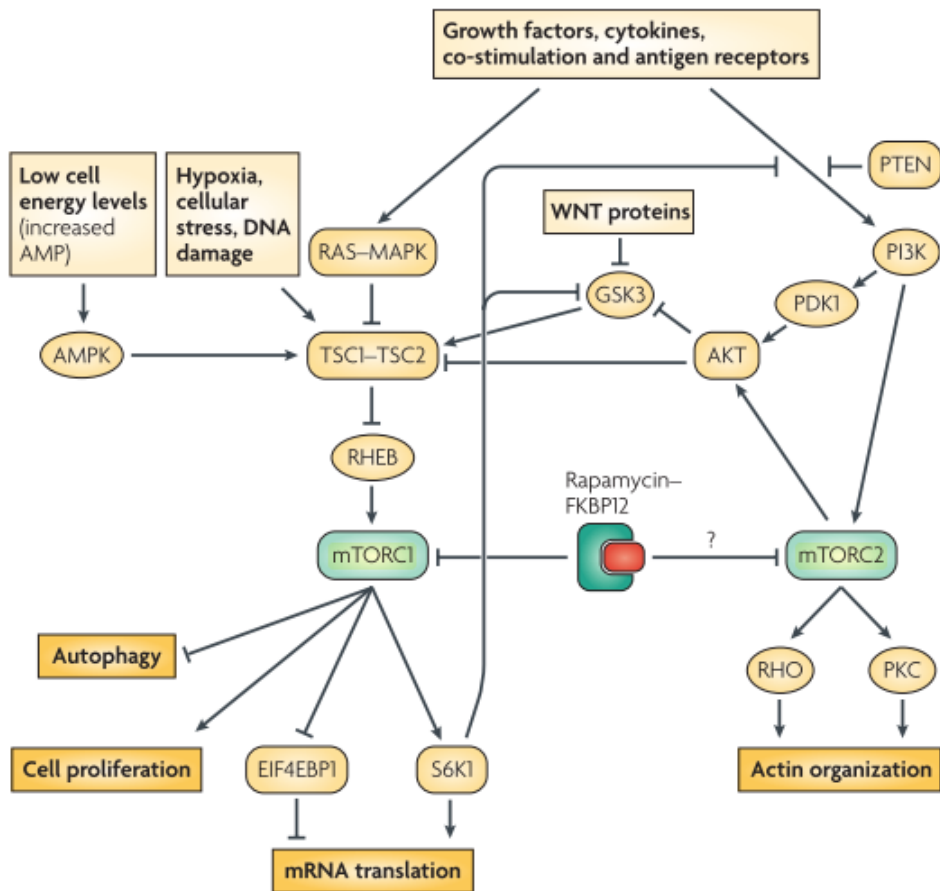 Growth factors, cytokines,
co-stimulation and antigen receptors
PTEN
Low cell
energy levels
(increased
AMP)
Hypoxia,
cellular
stress, DNA
damage
WNT proteins
RAS–MAPK
PI3K
GSK3
PDK1
AMPK
TSC1–TSC2
AKT
RHEB
Rapamycin–
FKBP12
?
mTORC1
mTORC2
Autophagy
RHO
PKC
Cell proliferation
EIF4EBP1
S6K1
Actin organization
mRNA translation